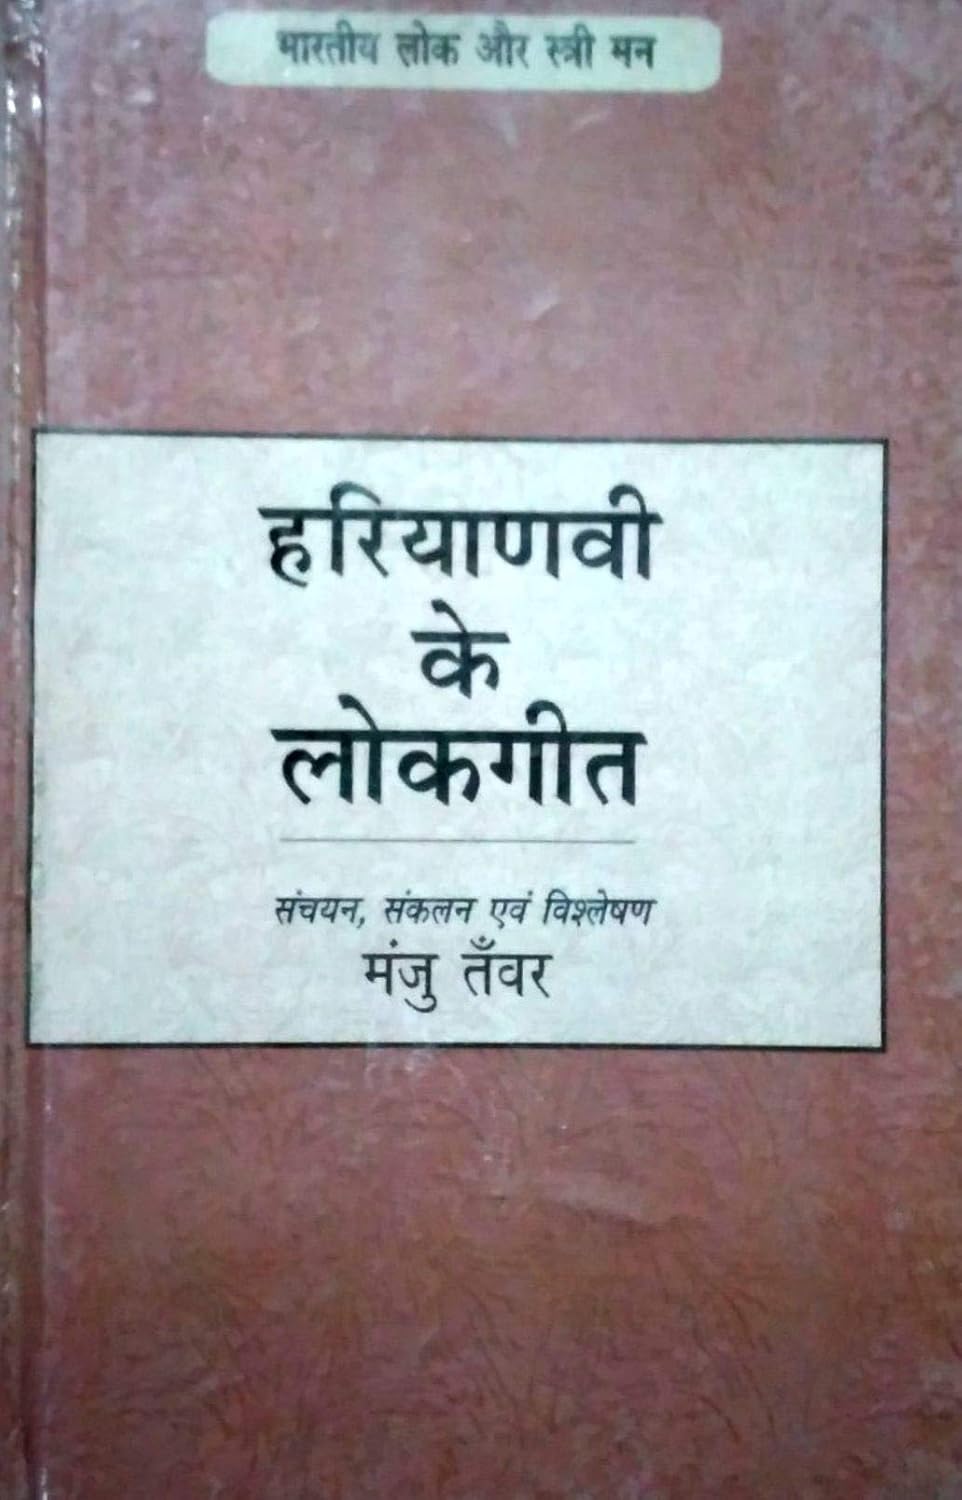 भारतीय लोक और स्त्री मन
हरियाणवी
के
लोकगीत
संचयन, संकलन एवं विश्लेषण
मंजु तँवर